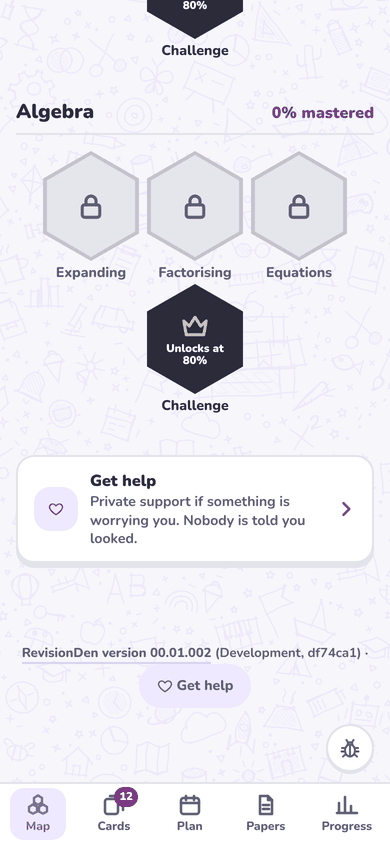 80%
Challenge
Algebra
0% mastered
Expanding
Factorising
Equations
Unlocks at
80%
Challenge
Get help
Private support if something is
worrying you. Nobody is told you
looked.
RevisionDen version 00.01.002 (Development, df74ca1) ·
Get help
12
Map
Cards
Plan
Papers
Progress